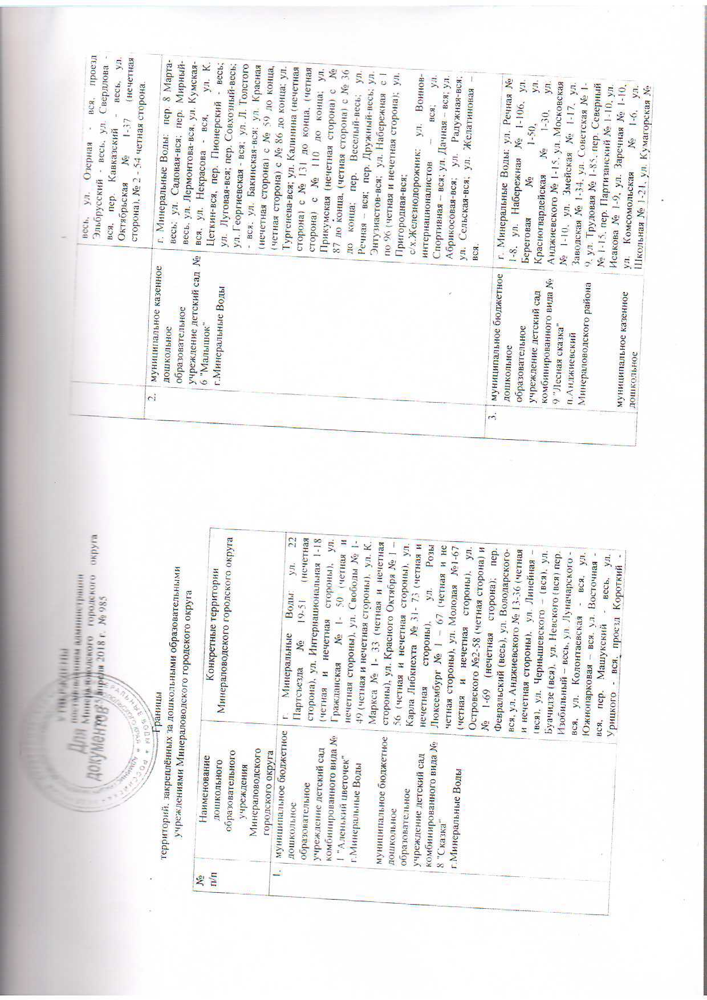 УТВЕРЖДЕНЫ
постановлением администрации
Минераловодского городского округа
апреля 2018 г. № 985
Для
документов
Границы
территорий, закреплённых за дошкольными образовательными
учреждениями Минераловодского городского округа
№
п/п
Наименование
дошкольного
образовательного
учреждения
Минераловодского
городского округа
Конкретные территории
Минераловодского городского округа
1.
муниципальное бюджетное
дошкольное
образовательное
учреждение детский сад
комбинированного вида №
1 "Аленький цветочек"
г.Минеральные Воды
муниципальное бюджетное
дошкольное
образовательное
учреждение детский сад
комбинированного вида №
8 "Сказка"
г.Минеральные Воды
г. Минеральные Воды: ул. 22
Партсъезда № 19-51 (нечетная
сторона), ул. Интернациональная 1-18
(четная и нечетная стороны), ул.
Гражданская № 1- 50 (четная и
нечетная стороны), ул. Свободы № 1-
49 (четная и нечетная стороны), ул. К.
Маркса № 1- 33 (четная и нечетная
стороны), ул. Красного Октября № 1 –
56 (четная и нечетная стороны), ул.
Карла Либкнехта № 31- 73 (четная и
нечетная стороны), ул. Розы
Люксембург № 1 – 67 (четная и не
четная стороны), ул. Молодая №1-67
(четная и нечетная стороны), ул.
Островского №2-58 (четная сторона) и
№ 1-69 (нечетная сторона); пер.
Февральский (весь), ул. Володарского-
вся, ул. Анджиевского № 13-36 (четная
и нечетная стороны), ул. Линейная –
(вся), ул. Чернышевского – (вся), ул.
Буачидзе (вся), ул. Невского (вся) пер.
Изобильный – весь, ул. Луначарского -
вся, ул. Колонтаевская - вся, ул.
Южнопарковая – вся, ул. Восточная -
вся, пер. Машукский - весь, ул.
Урицкого - вся, проезд Короткий -
весь, ул. Озерная - вся, проезд
Эльбрусский - весь, ул. Свердлова -
вся, пер. Кавказский - весь, ул.
Октябрьская № 1-37 (нечетная
сторона), № 2 - 54 четная сторона.
2.
муниципальное казенное
дошкольное
образовательное
учреждение детский сад №
6 "Малышок"
г.Минеральные Воды
г. Минеральные Воды: пер. 8 Марта-
весь; ул. Садовая-вся; пер. Мирный-
весь, ул. Лермонтова-вся, ул. Кумская-
вся, ул. Некрасова - вся, ул. К.
Цеткин-вся, пер. Пионерский - весь;
ул. Луговая-вся; пер. Совхозный-весь;
ул. Георгиевская - вся; ул. Л. Толстого
- вся, ул. Бакинская-вся; ул. Красная
(нечетная сторона) с № 59 до конца,
(четная сторона) с № 86 до конца; ул.
Тургенева-вся; ул. Калинина (нечетная
сторона) с № 131 до конца, (четная
сторона) с № 110 до конца; ул.
Прикумская (нечетная сторона) с №
87 до конца, (четная сторона) с № 36
до конца; пер. Веселый-весь; ул.
Речная – вся; пер. Дружный-весь; ул.
Энтузиастов-вся; ул. Набережная с 1
по 96 (четная и нечетная сторона); ул.
Пригородная-вся;
с/х.Железнодорожник: ул. Воинов-
интернационалистов – вся; ул.
Спортивная – вся; ул. Дачная – вся; ул.
Абрикосовая-вся; ул. Радужная-вся;
ул. Сельская-вся; ул. Желатиновая –
вся.
3.
муниципальное бюджетное
дошкольное
образовательное
учреждение детский сад
комбинированного вида №
9 "Лесная сказка"
п.Анджиевский
Минераловодского района
муниципальное казенное
дошкольное
г. Минеральные Воды: ул. Речная №
1-8, ул. Набережная № 1-106, ул.
Береговая № 1-50, ул.
Красногвардейская № 1-30, ул.
Анджиевского № 1-15, ул. Московская
№ 1-10, ул. Змейская № 1-17, ул.
Заводская № 1-34, ул. Советская № 1-
9, ул. Трудовая № 1-85, пер. Северный
№ 1-15, пер. Партизанский № 1-10, ул.
Исакова № 1-9, ул. Заречная № 1-10,
ул. Комсомольская № 1-6, ул.
Школьная № 1-21, ул. Кумагорская №